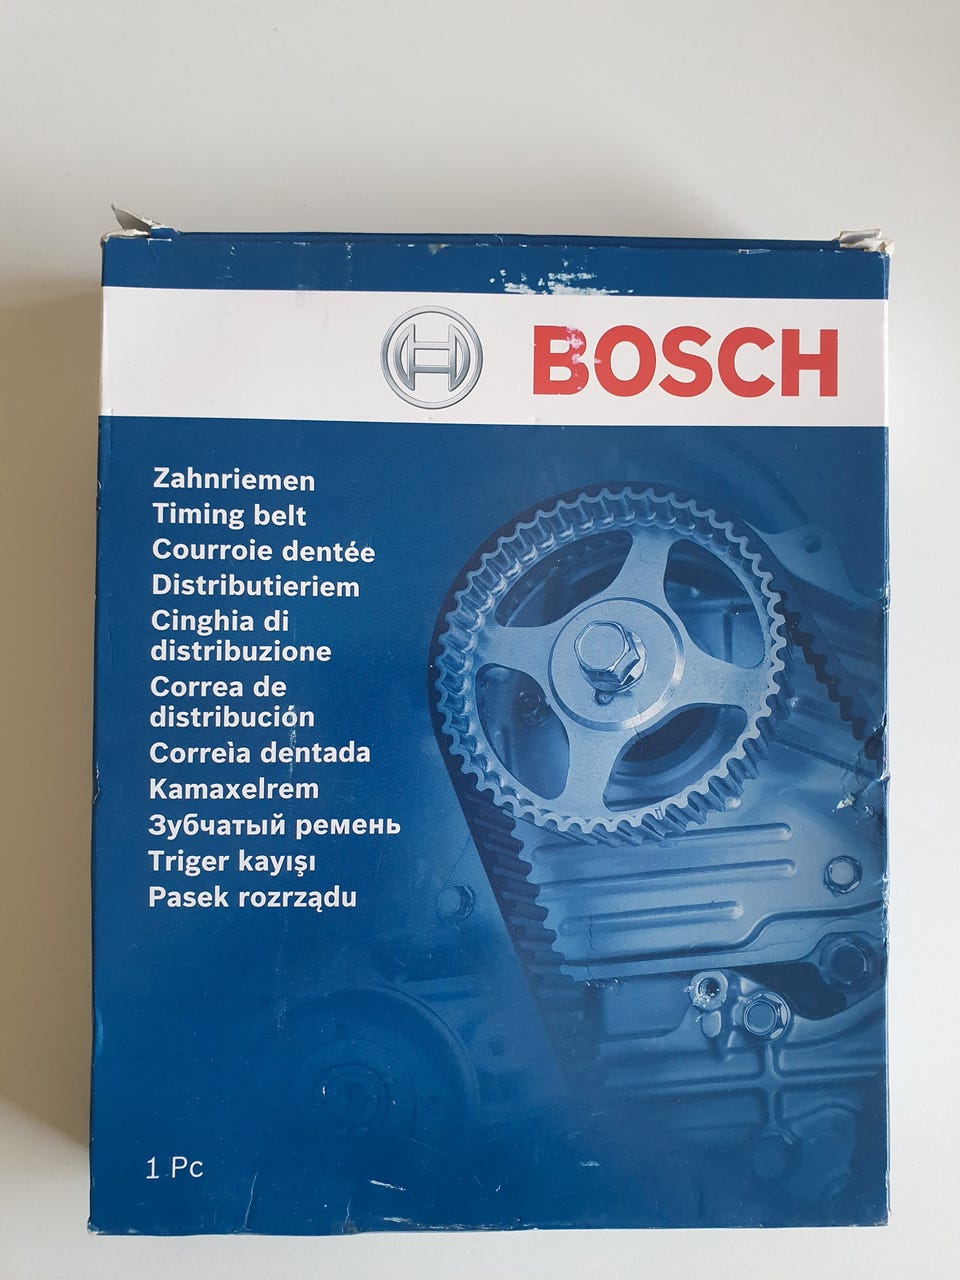 BOSCH
Zahnriemen
Timing belt
Courroie dentée
Distributieriem
Cinghia di
distribuzione
Correa de
distribución
Correìa dentada
Kamaxelrem
Зубчатый ремень
Triger kayışı
Pasek rozrządu
1 Pc